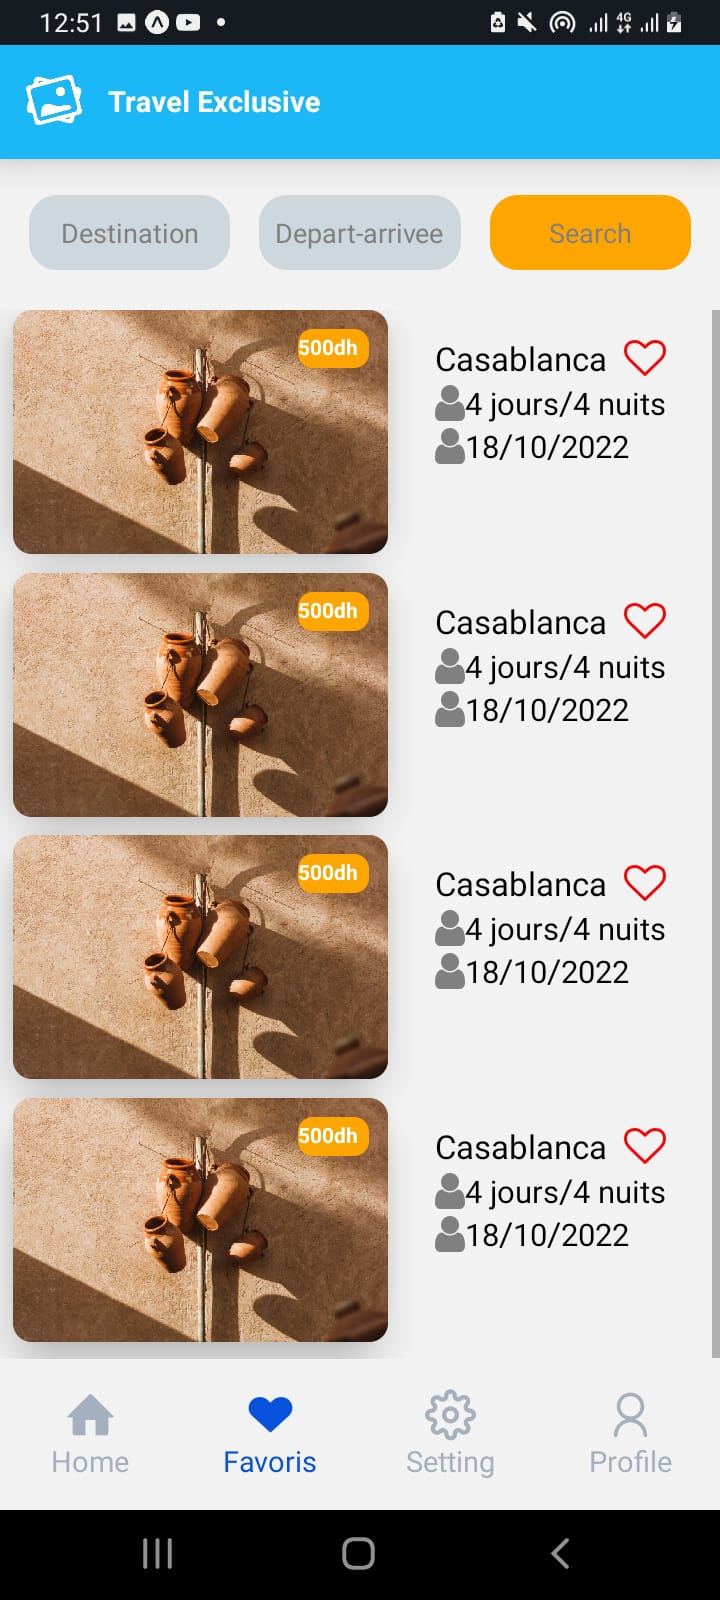 12:51
4G
Travel Exclusive
Destination
Depart-arrivee
Search
500dh
Casablanca
4 jours/4 nuits
18/10/2022
500dh
Casablanca
4 jours/4 nuits
18/10/2022
500dh
Casablanca
4 jours/4 nuits
18/10/2022
500dh
Casablanca
4 jours/4 nuits
18/10/2022
Home
Favoris
Setting
Profile